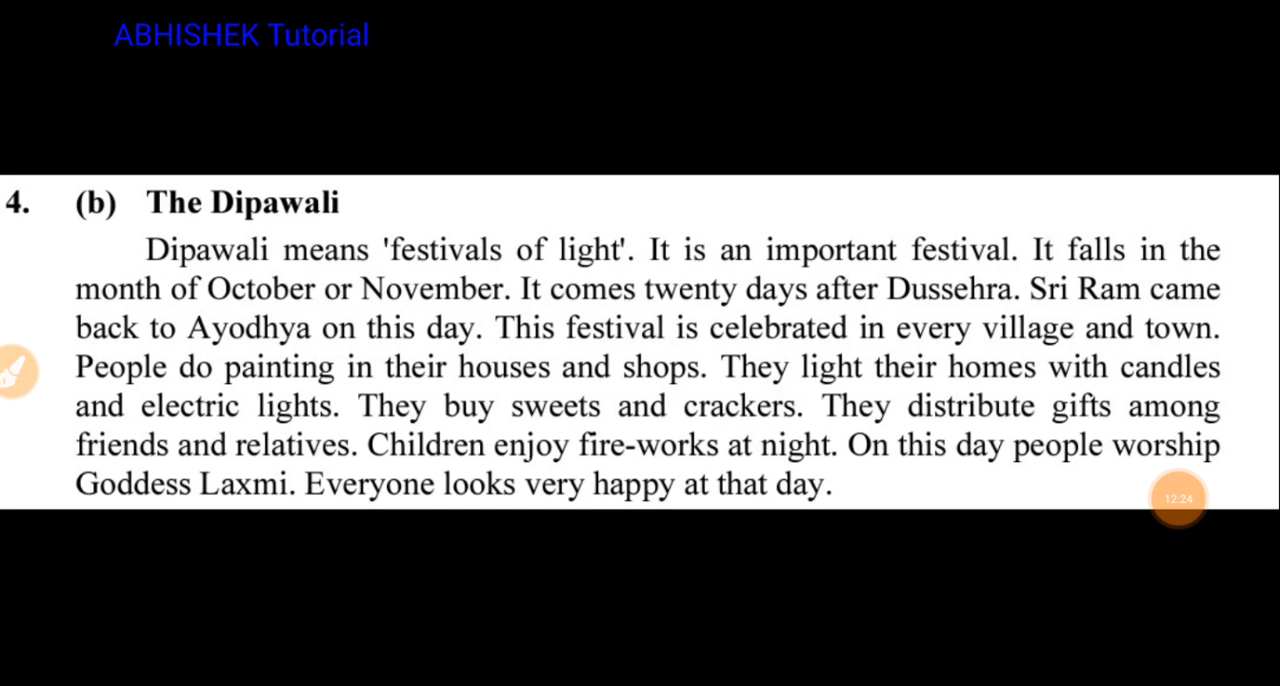 ABHISHEK Tutorial
4. (b) The Dipawali
Dipawali means 'festivals of light'. It is an important festival. It falls in the
month of October or November. It comes twenty days after Dussehra. Sri Ram came
back to Ayodhya on this day. This festival is celebrated in every village and town.
People do painting in their houses and shops. They light their homes with candles
and electric lights. They buy sweets and crackers. They distribute gifts among
friends and relatives. Children enjoy fire-works at night. On this day people worship
Goddess Laxmi. Everyone looks very happy at that day.
12:24